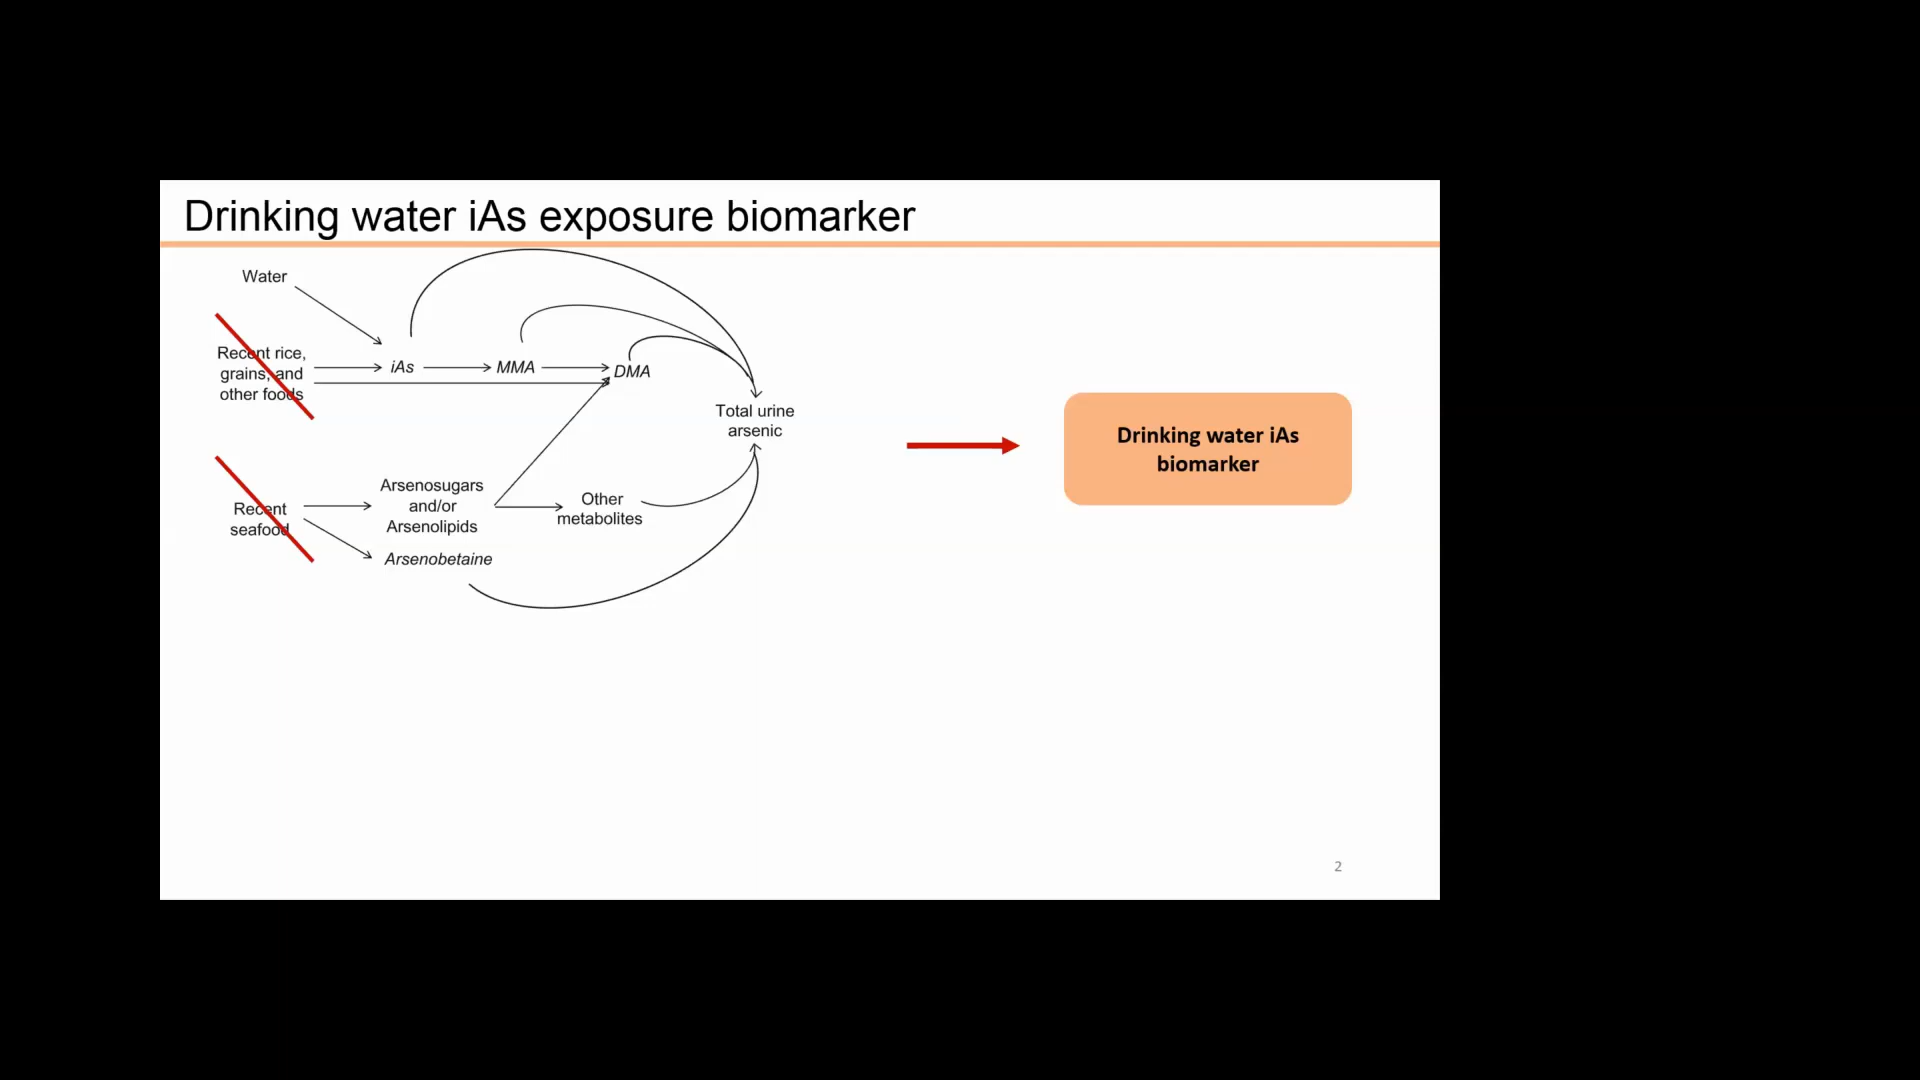 Drinking water iAs exposure biomarker
Water
Recent rice,
grains, and
other foods
iAs
MMA
DMA
Total urine
arsenic
Recent
seafood
Arsenosugars
and/or
Arsenolipids
Arsenobetaine
Other
metabolites
Drinking water iAs
biomarker
2